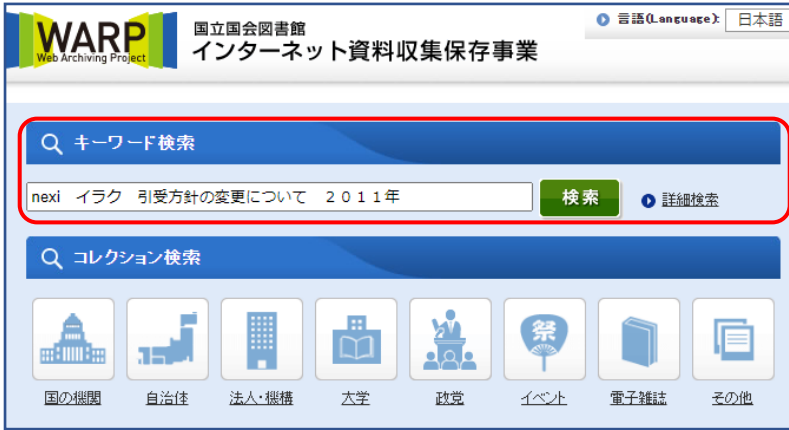 WARP
Web Archiving Project
国立国会図書館
インターネット資料収集保存事業
言語(Language): 日本語
キーワード検索
nexi　イラク　引受方針の変更について　２０１１年
検索
詳細検索
コレクション検索
祭
国の機関 自治体 法人・機構 大学 政党 イベント 電子雑誌 その他